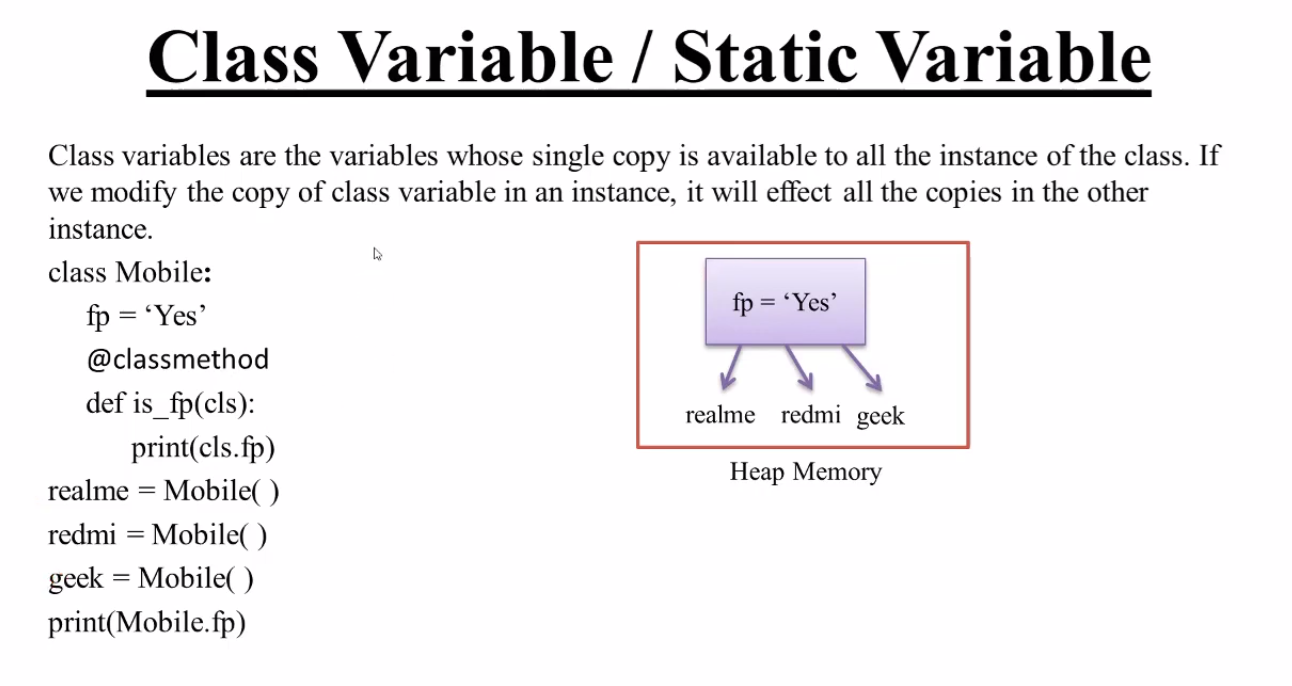 Class Variable / Static Variable
Class variables are the variables whose single copy is available to all the instance of the class. If
we modify the copy of class variable in an instance, it will effect all the copies in the other
instance.
class Mobile:
fp = ‘Yes’
@classmethod
def is_fp(cls):
print(cls.fp)
realme = Mobile( )
redmi = Mobile( )
geek = Mobile( )
print(Mobile.fp)
fp = ‘Yes’
realme redmi geek
Heap Memory